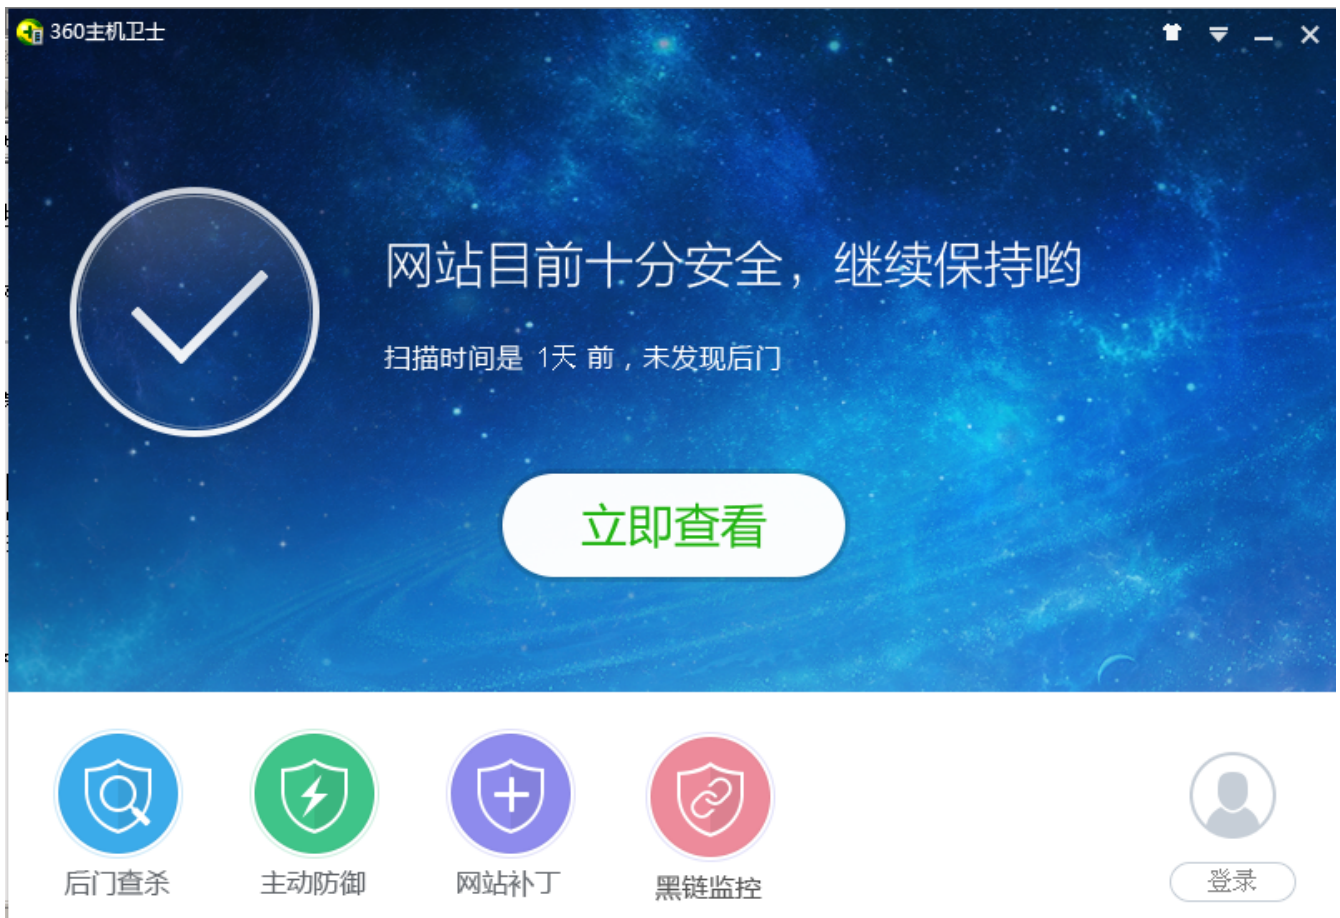 360主机卫士
网站目前十分安全，继续保持哟
扫描时间是 1天 前，未发现后门
立即查看
后门查杀
主动防御
网站补丁
黑链监控
登录